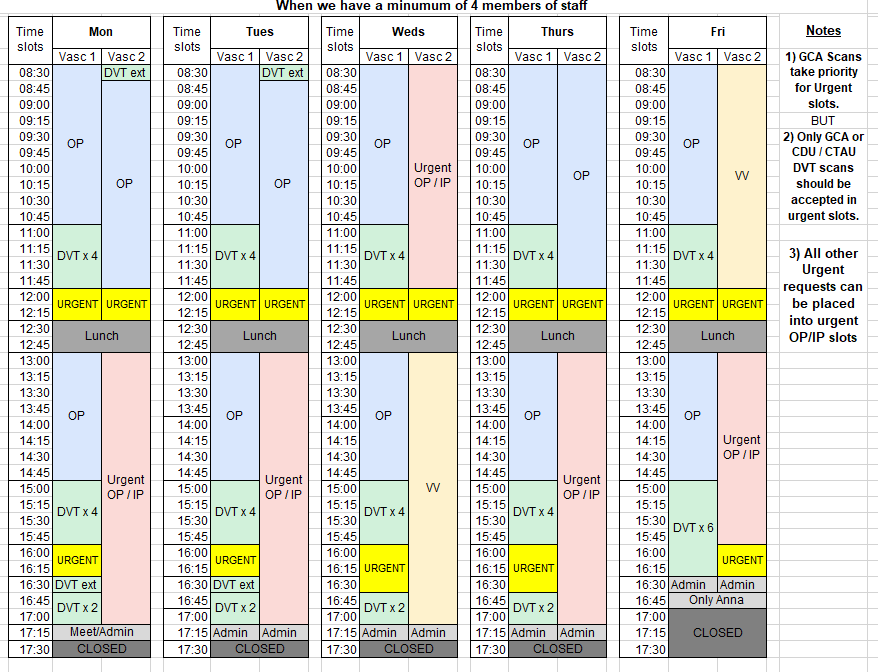 When we have a minumum of 4 members of staff
Time slots Mon Time slots Tues Time slots Weds Time slots Thurs Time slots Fri Notes
Vasc 1 Vasc 2 Vasc 1 Vasc 2 Vasc 1 Vasc 2 Vasc 1 Vasc 2 Vasc 1 Vasc 2
08:30 DVT ext 08:30 DVT ext 08:30 08:30 08:30
08:45 08:45 08:45 08:45 08:45
09:00 09:00 09:00 09:00 09:00
09:15 09:15 09:15 09:15 09:15
09:30 OP 09:30 OP 09:30 OP 09:30 OP 09:30 OP
09:45 09:45 09:45 09:45 09:45
10:00 10:00 10:00 Urgent 10:00 OP 10:00 VV
10:15 OP 10:15 OP 10:15 OP / IP 10:15 10:15
10:30 10:30 10:30 10:30 10:30
10:45 10:45 10:45 10:45 10:45
11:00 11:00 11:00 11:00 11:00
11:15 DVT x 4 11:15 DVT x 4 11:15 DVT x 4 11:15 DVT x 4 11:15 DVT x 4
11:30 11:30 11:30 11:30 11:30
11:45 11:45 11:45 11:45 11:45
12:00 URGENT URGENT 12:00 URGENT URGENT 12:00 URGENT URGENT 12:00 URGENT URGENT 12:00 URGENT URGENT
12:15 12:15 12:15 12:15 12:15
12:30 Lunch 12:30 Lunch 12:30 Lunch 12:30 Lunch 12:30 Lunch
12:45 12:45 12:45 12:45 12:45
13:00 13:00 13:00 13:00 13:00
13:15 13:15 13:15 13:15 13:15
13:30 13:30 13:30 13:30 13:30
13:45 OP 13:45 OP 13:45 OP 13:45 OP 13:45 OP
14:00 14:00 14:00 14:00 14:00
14:15 14:15 14:15 14:15 14:15 Urgent
14:30 14:30 14:30 14:30 14:30 OP / IP
14:45 Urgent 14:45 Urgent 14:45 14:45 Urgent 14:45
15:00 OP / IP 15:00 OP / IP 15:00 VV 15:00 OP / IP 15:00
15:15 DVT x 4 15:15 DVT x 4 15:15 DVT x 4 15:15 DVT x 4 15:15
15:30 15:30 15:30 15:30 15:30 DVT x 6
15:45 15:45 15:45 15:45 15:45
16:00 URGENT 16:00 URGENT 16:00 16:00 16:00 URGENT
16:15 16:15 16:15 URGENT 16:15 URGENT 16:15
16:30 DVT ext 16:30 DVT ext 16:30 16:30 16:30 Admin Admin
16:45 DVT x 2 16:45 DVT x 2 16:45 DVT x 2 16:45 DVT x 2 16:45 Only Anna
17:00 17:00 17:00 17:00 17:00
17:15 Meet/Admin 17:15 Admin Admin 17:15 Admin Admin 17:15 Admin Admin 17:15 CLOSED
17:30 CLOSED 17:30 CLOSED 17:30 CLOSED 17:30 CLOSED 17:30
1) GCA Scans
take priority
for Urgent
slots.
BUT
2) Only GCA or
CDU / CTAU
DVT scans
should be
accepted in
urgent slots.
3) All other
Urgent
requests can
be placed
into urgent
OP/IP slots